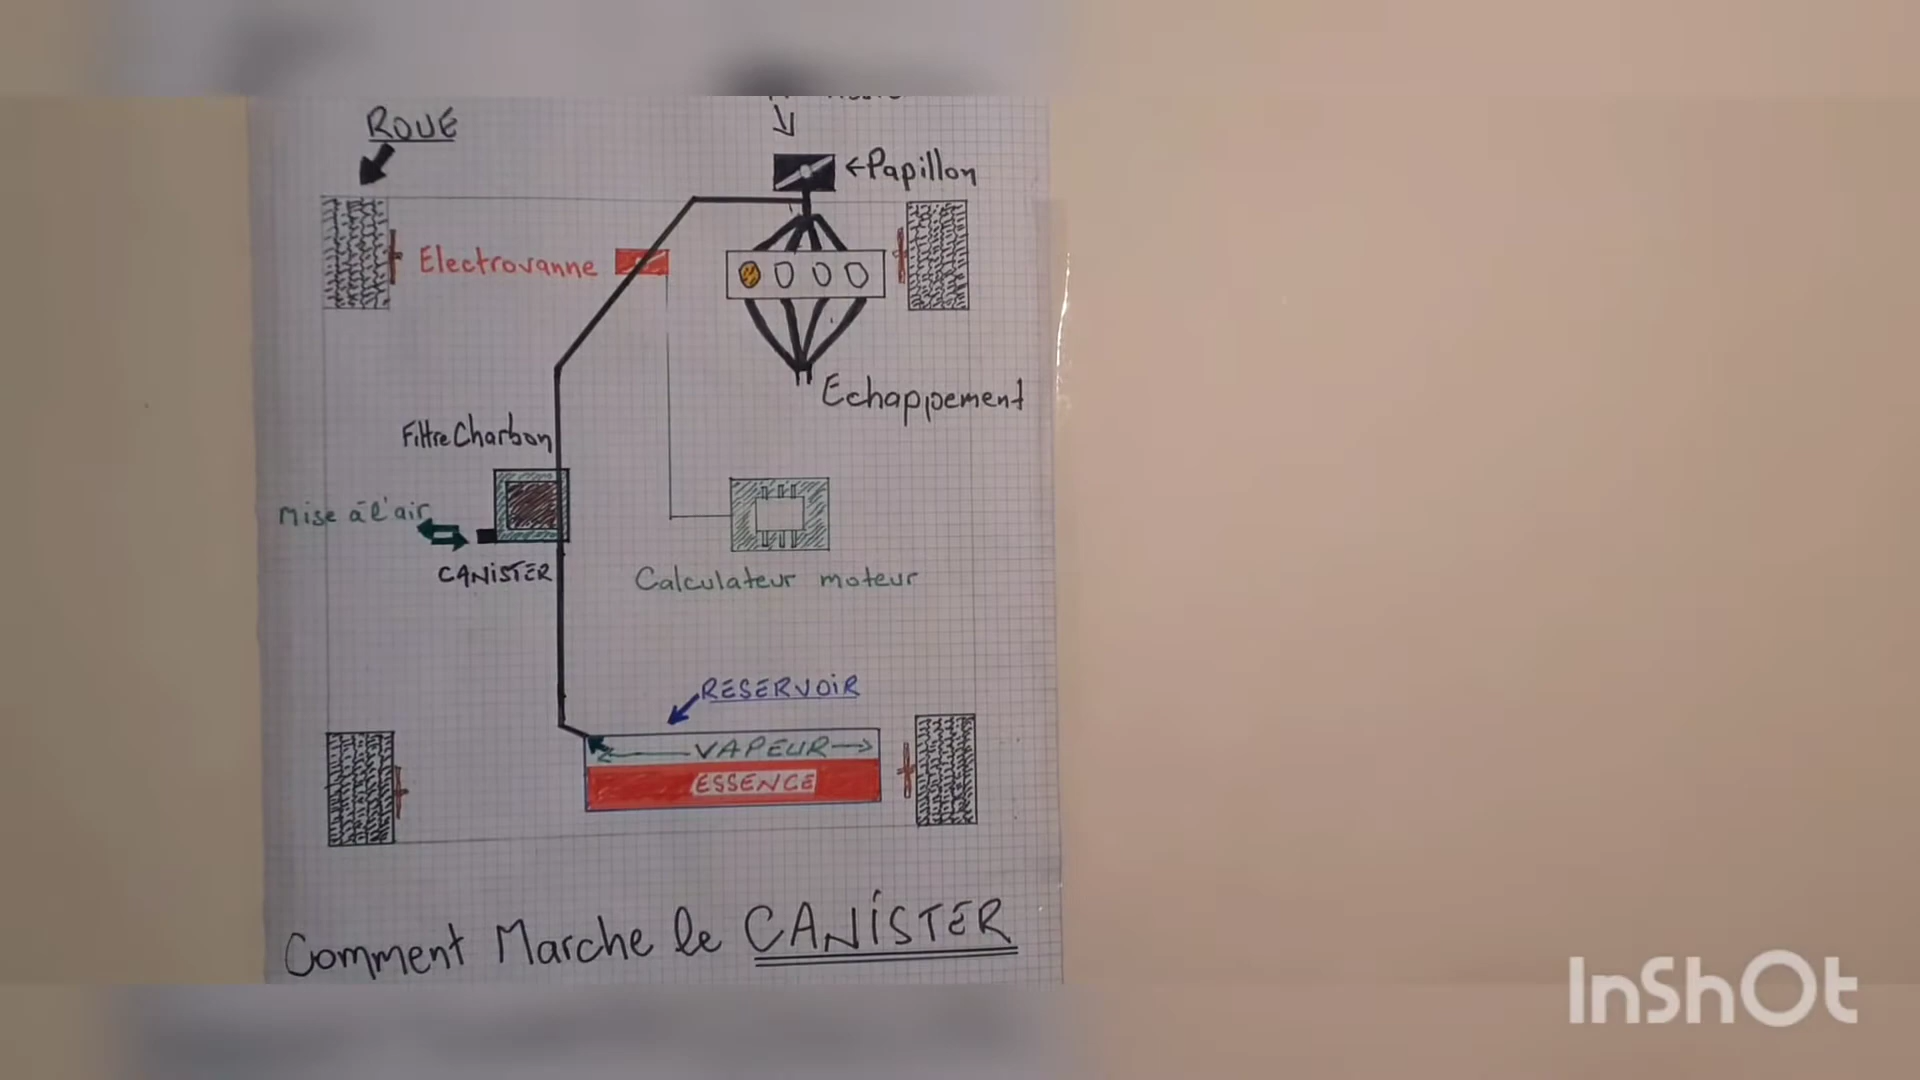 ROUE
←Papillon
Electrovanne
Echappement
Filtre Charbon
Mise à l'air
CANiSTER
Calculateur moteur
RESERVOiR
VAPEUR
ESSENCE
Comment Marche le CANiSTER
InShOt